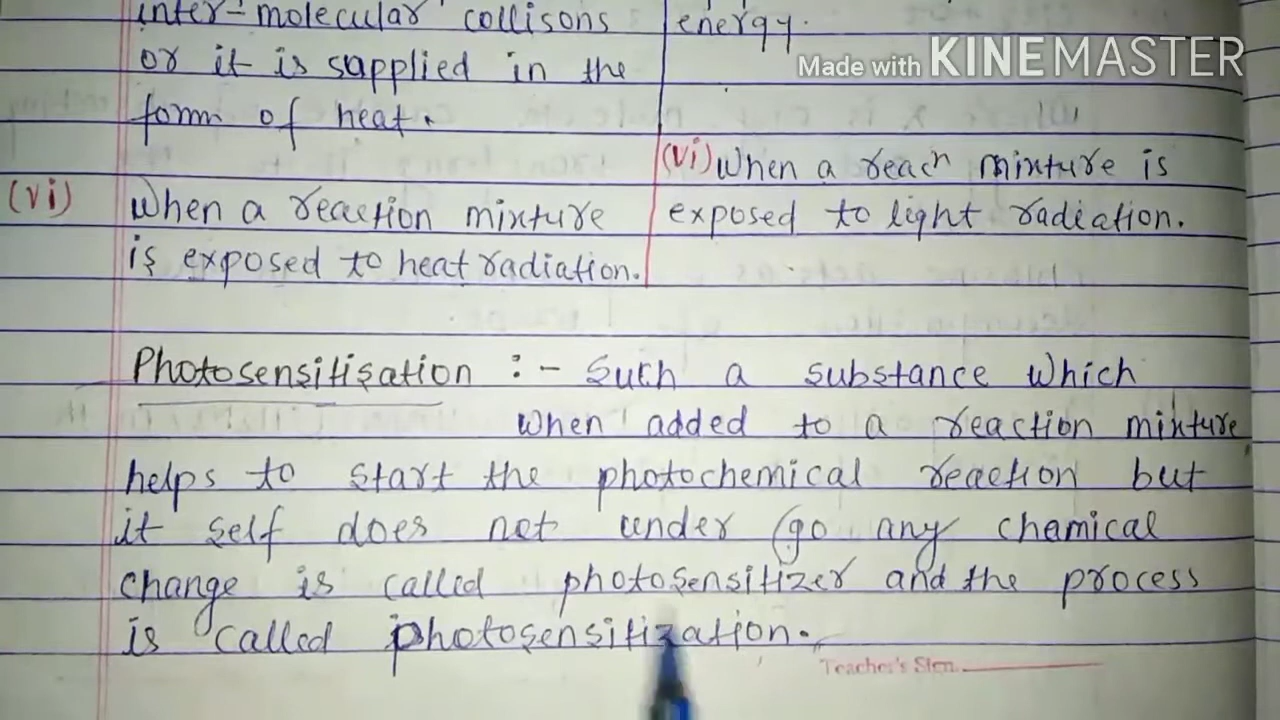 inter-molecular collisons
or it is sapplied in the
form of heat.
(vi) When a reaction mixture
is exposed to heat radiation.
energy.
(vi) When a reacn mixture is
exposed to light radiation.
Made with KINEMASTER
Photosensitisation :- Such a substance which
when added to a reaction mixture
helps to start the photochemical reaction but
it self does not under go any chemical
change is called photosensitizer and the process
is called photosensitization.
Teacher's Sign